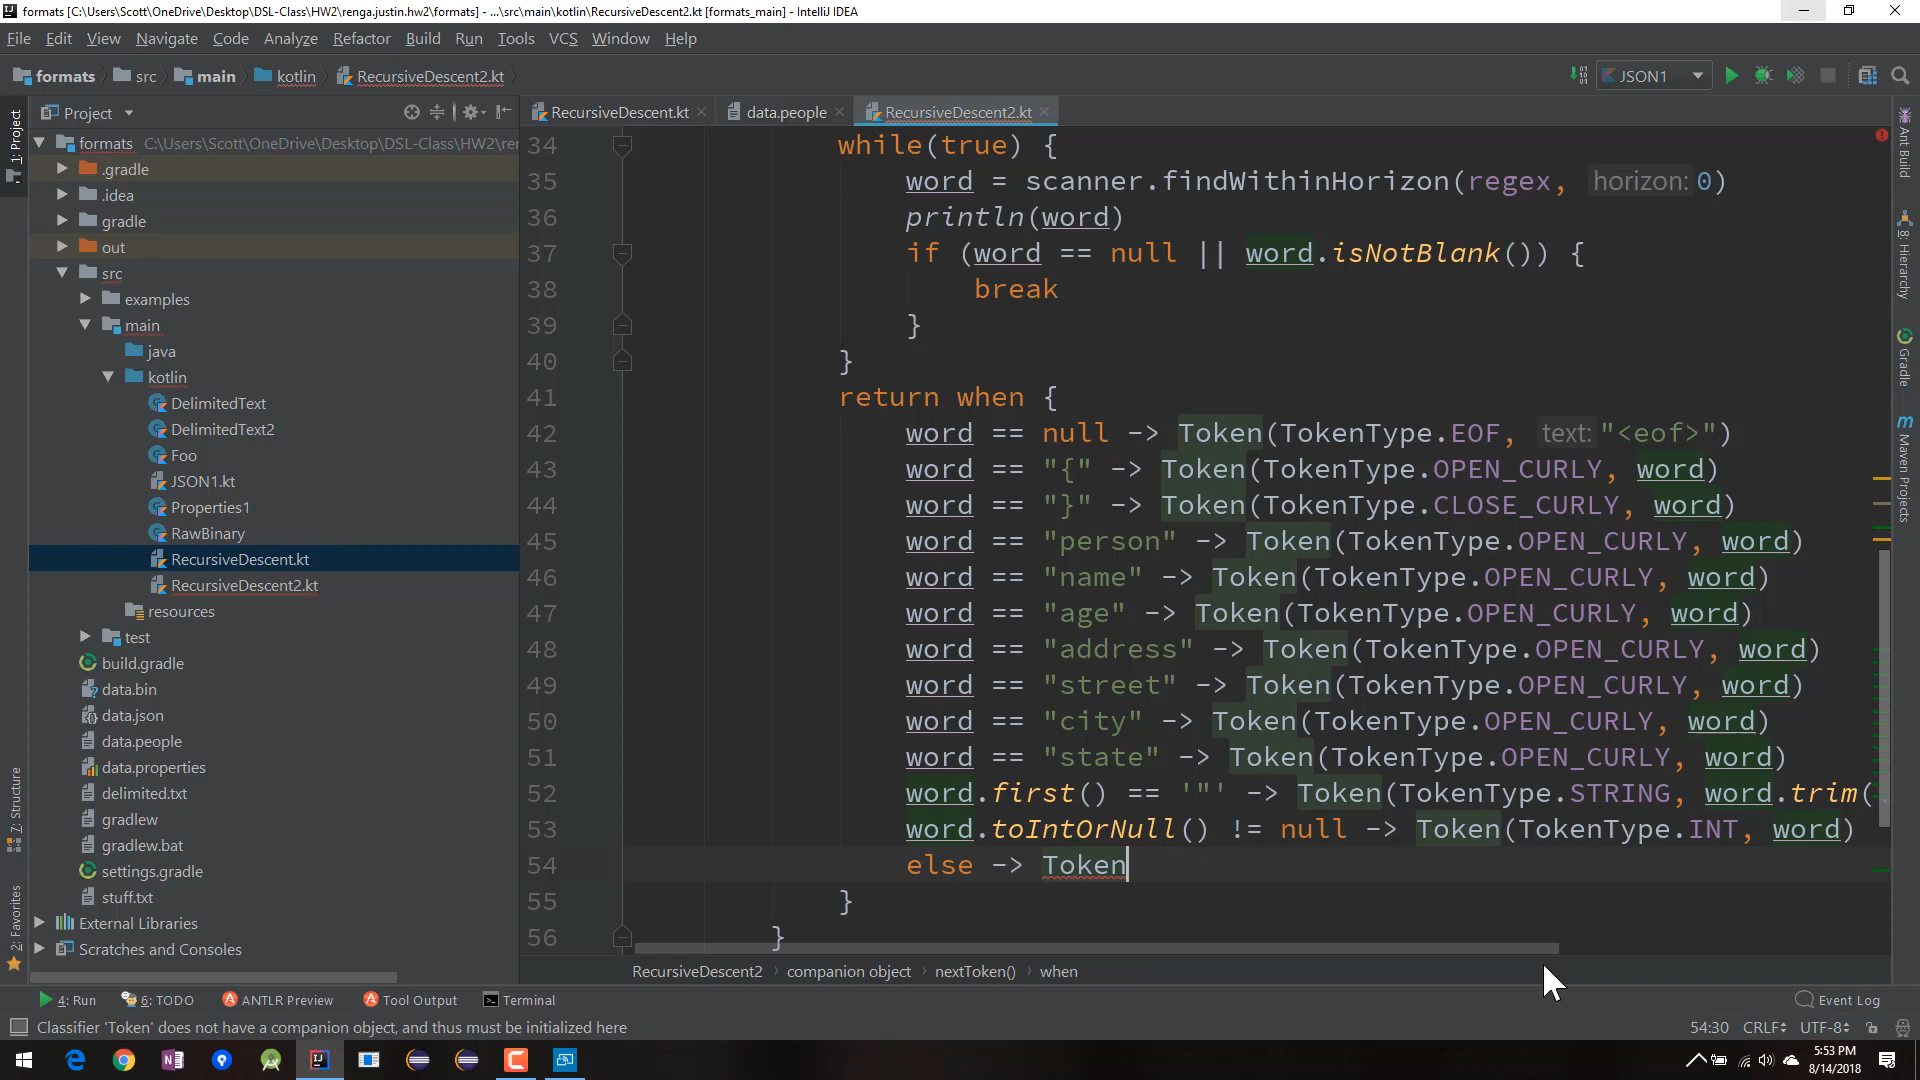 formats [C:\Users\Scott\OneDrive\Desktop\DSL-Class\HW2\renga.justin.hw2\formats] - ...\src\main\kotlin\RecursiveDescent2.kt [formats_main] - IntelliJ IDEA
File Edit View Navigate Code Analyze Refactor Build Run Tools VCS Window Help
formats src main kotlin RecursiveDescent2.kt JSON1
Project
RecursiveDescent.kt data.people RecursiveDescent2.kt
formats C:\Users\Scott\OneDrive\Desktop\DSL-Class\HW2\ren
.gradle
.idea
gradle
out
src
examples
main
java
kotlin
DelimitedText
DelimitedText2
Foo
JSON1.kt
Properties1
RawBinary
RecursiveDescent.kt
RecursiveDescent2.kt
resources
test
build.gradle
data.bin
data.json
data.people
data.properties
delimited.txt
gradlew
gradlew.bat
settings.gradle
stuff.txt
External Libraries
Scratches and Consoles
1: Project
7: Structure
2: Favorites
34 while(true) {
35 word = scanner.findWithinHorizon(regex, horizon: 0)
36 println(word)
37 if (word == null || word.isNotBlank()) {
38 break
39 }
40 }
41 return when {
42 word == null -> Token(TokenType.EOF, text: "<eof>")
43 word == "{" -> Token(TokenType.OPEN_CURLY, word)
44 word == "}" -> Token(TokenType.CLOSE_CURLY, word)
45 word == "person" -> Token(TokenType.OPEN_CURLY, word)
46 word == "name" -> Token(TokenType.OPEN_CURLY, word)
47 word == "age" -> Token(TokenType.OPEN_CURLY, word)
48 word == "address" -> Token(TokenType.OPEN_CURLY, word)
49 word == "street" -> Token(TokenType.OPEN_CURLY, word)
50 word == "city" -> Token(TokenType.OPEN_CURLY, word)
51 word == "state" -> Token(TokenType.OPEN_CURLY, word)
52 word.first() == '"' -> Token(TokenType.STRING, word.trim(
53 word.toIntOrNull() != null -> Token(TokenType.INT, word)
54 else -> Token
55 }
56 }
Ant Build
8: Hierarchy
Gradle
Maven Projects
RecursiveDescent2 companion object nextToken() when
4: Run 6: TODO ANTLR Preview Tool Output Terminal Event Log
Classifier 'Token' does not have a companion object, and thus must be initialized here 54:30 CRLF UTF-8
5:53 PM
8/14/2018